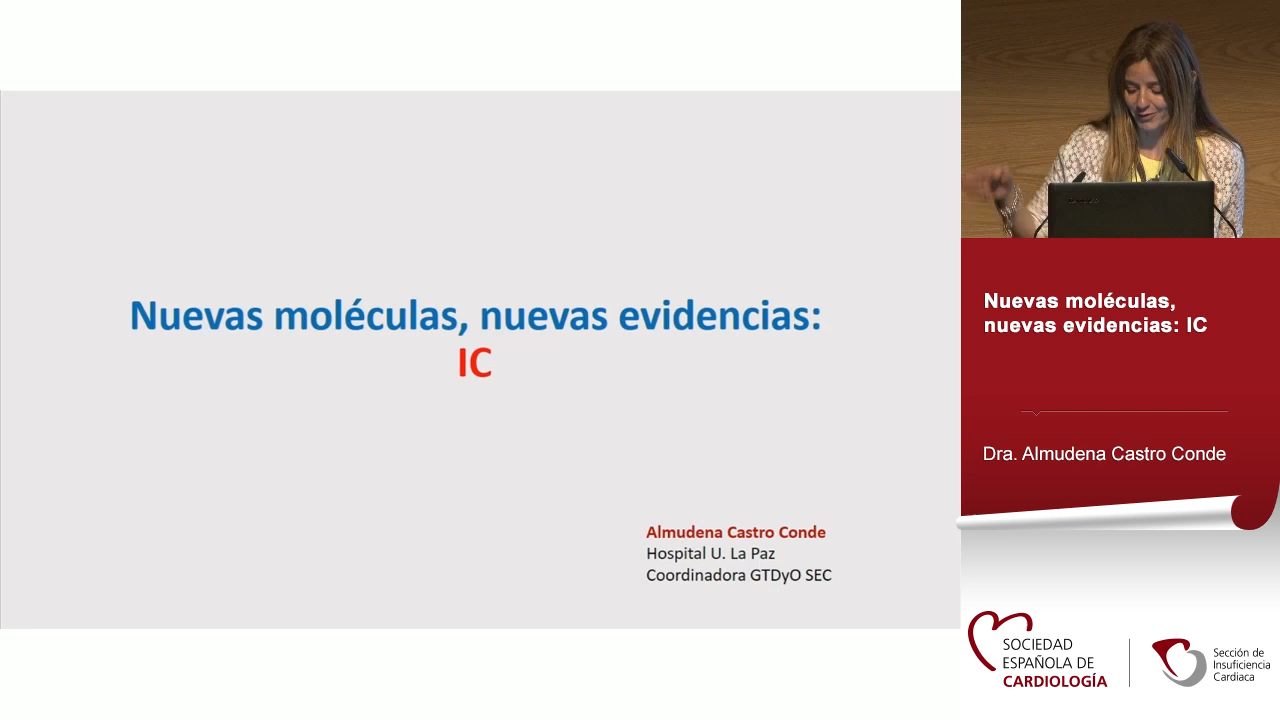 Nuevas moléculas, nuevas evidencias:
IC
Almudena Castro Conde
Hospital U. La Paz
Coordinadora GTDyO SEC
Nuevas moléculas,
nuevas evidencias: IC
Dra. Almudena Castro Conde
SOCIEDAD
ESPAÑOLA DE
CARDIOLOGÍA
Sección de
Insuficiencia
Cardiaca